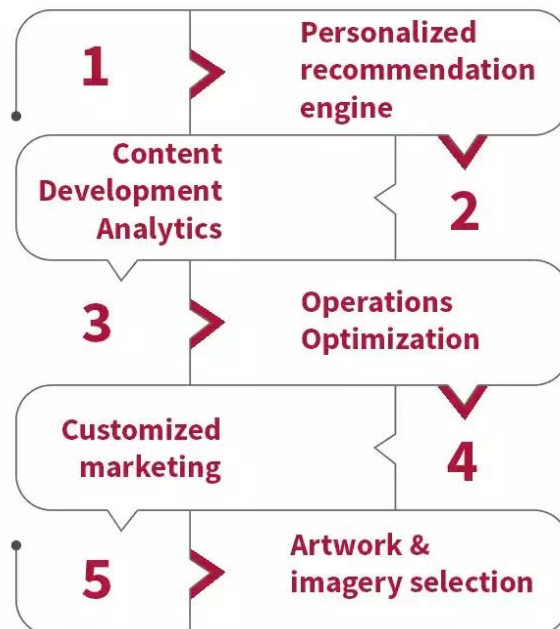 1
Personalized
recommendation
engine
2
Content
Development
Analytics
3
Operations
Optimization
4
Customized
marketing
5
Artwork &
imagery selection